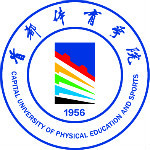 首都体育学院
1956
CAPITAL UNIVERSITY OF PHYSICAL EDUCATION AND SPORTS